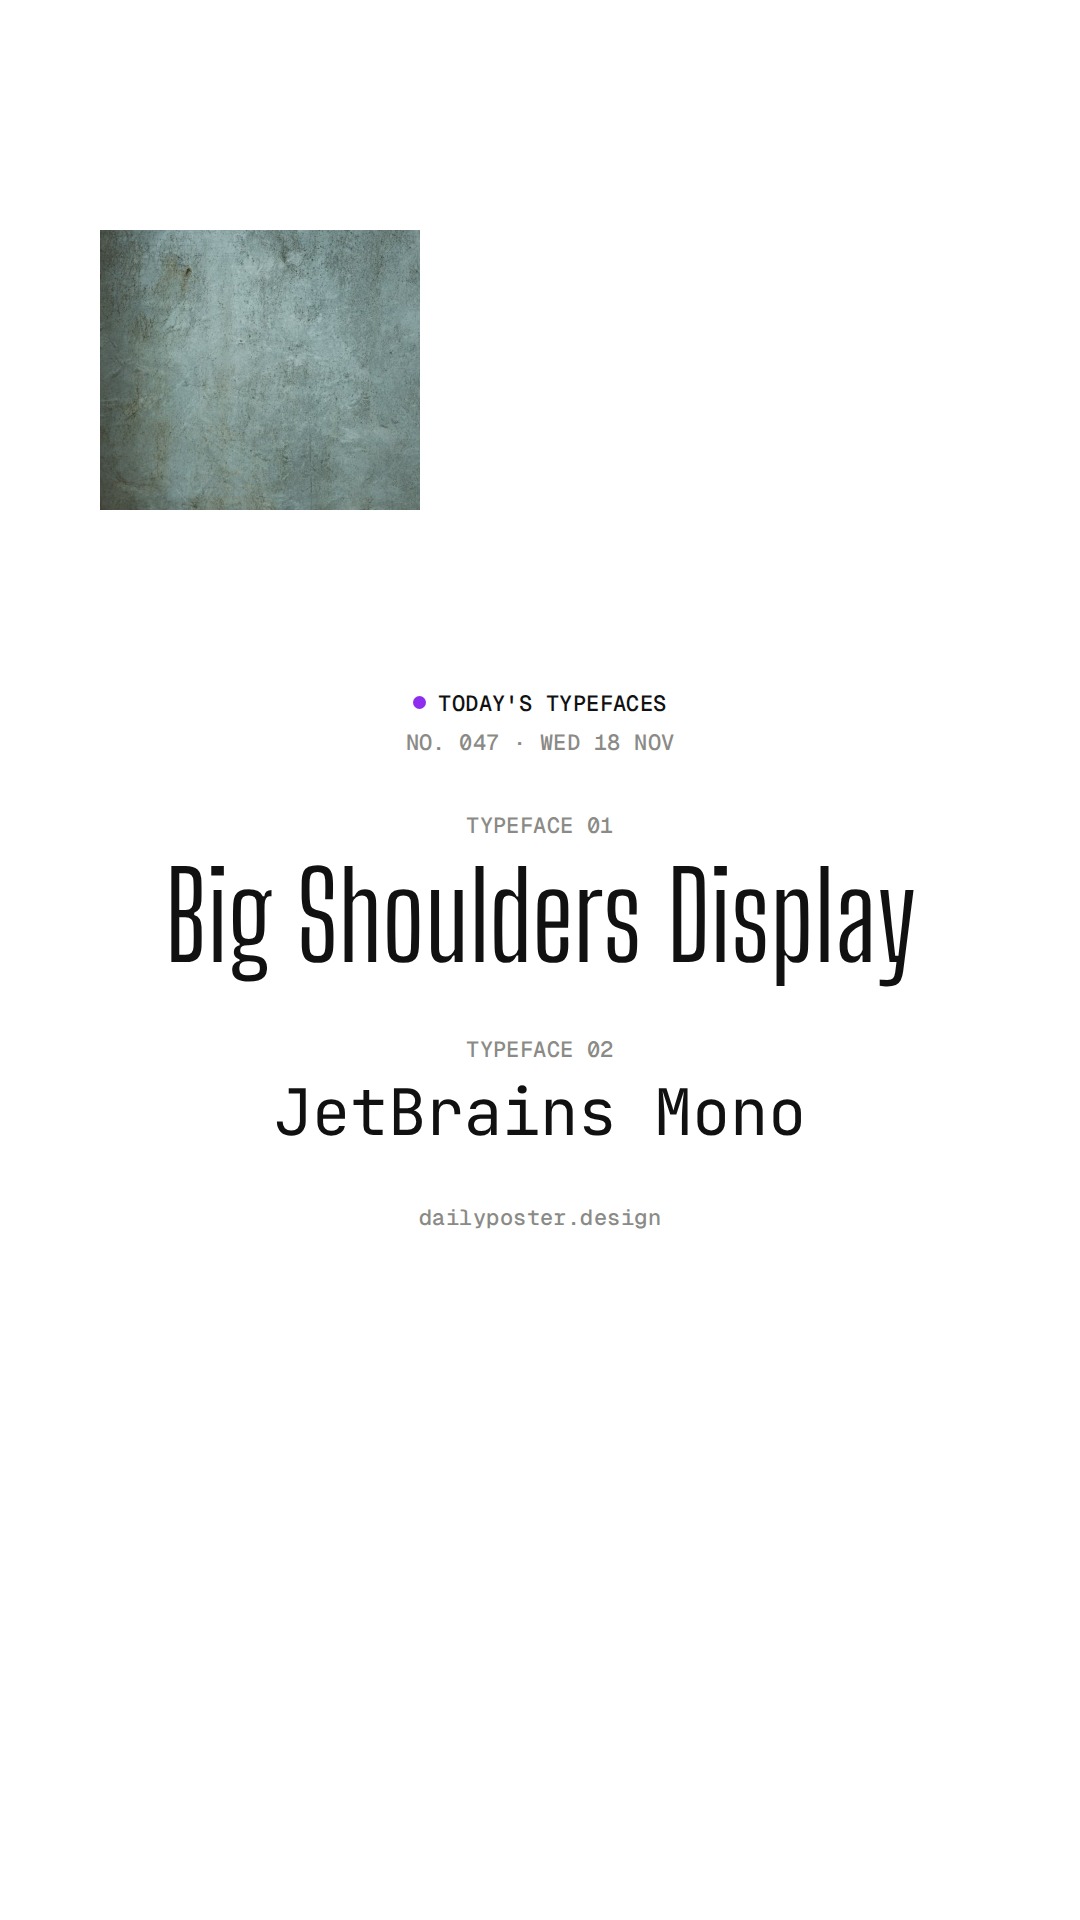 TODAY'S TYPEFACES
NO. 047 · WED 18 NOV
TYPEFACE 01
Big Shoulders Display
TYPEFACE 02
JetBrains Mono
dailyposter.design